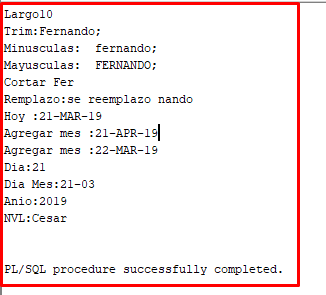 Largo10
Trim:Fernando;
Minusculas:  fernando;
Mayusculas:  FERNANDO;
Cortar Fer
Remplazo:se reemplazo nando
Hoy :21-MAR-19
Agregar mes :21-APR-19
Agregar mes :22-MAR-19
Dia:21
Dia Mes:21-03
Anio:2019
NVL:Cesar
PL/SQL procedure successfully completed.